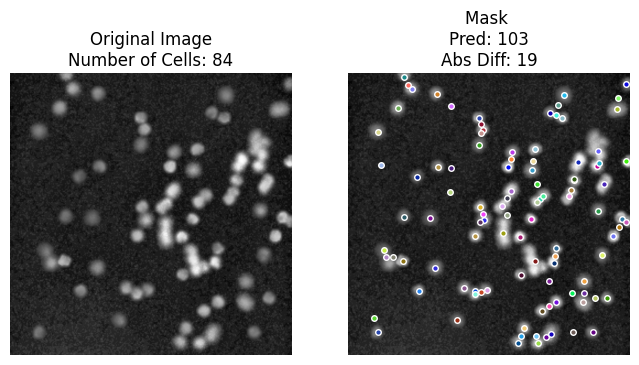 Original Image
Number of Cells: 84
Mask
Pred: 103
Abs Diff: 19